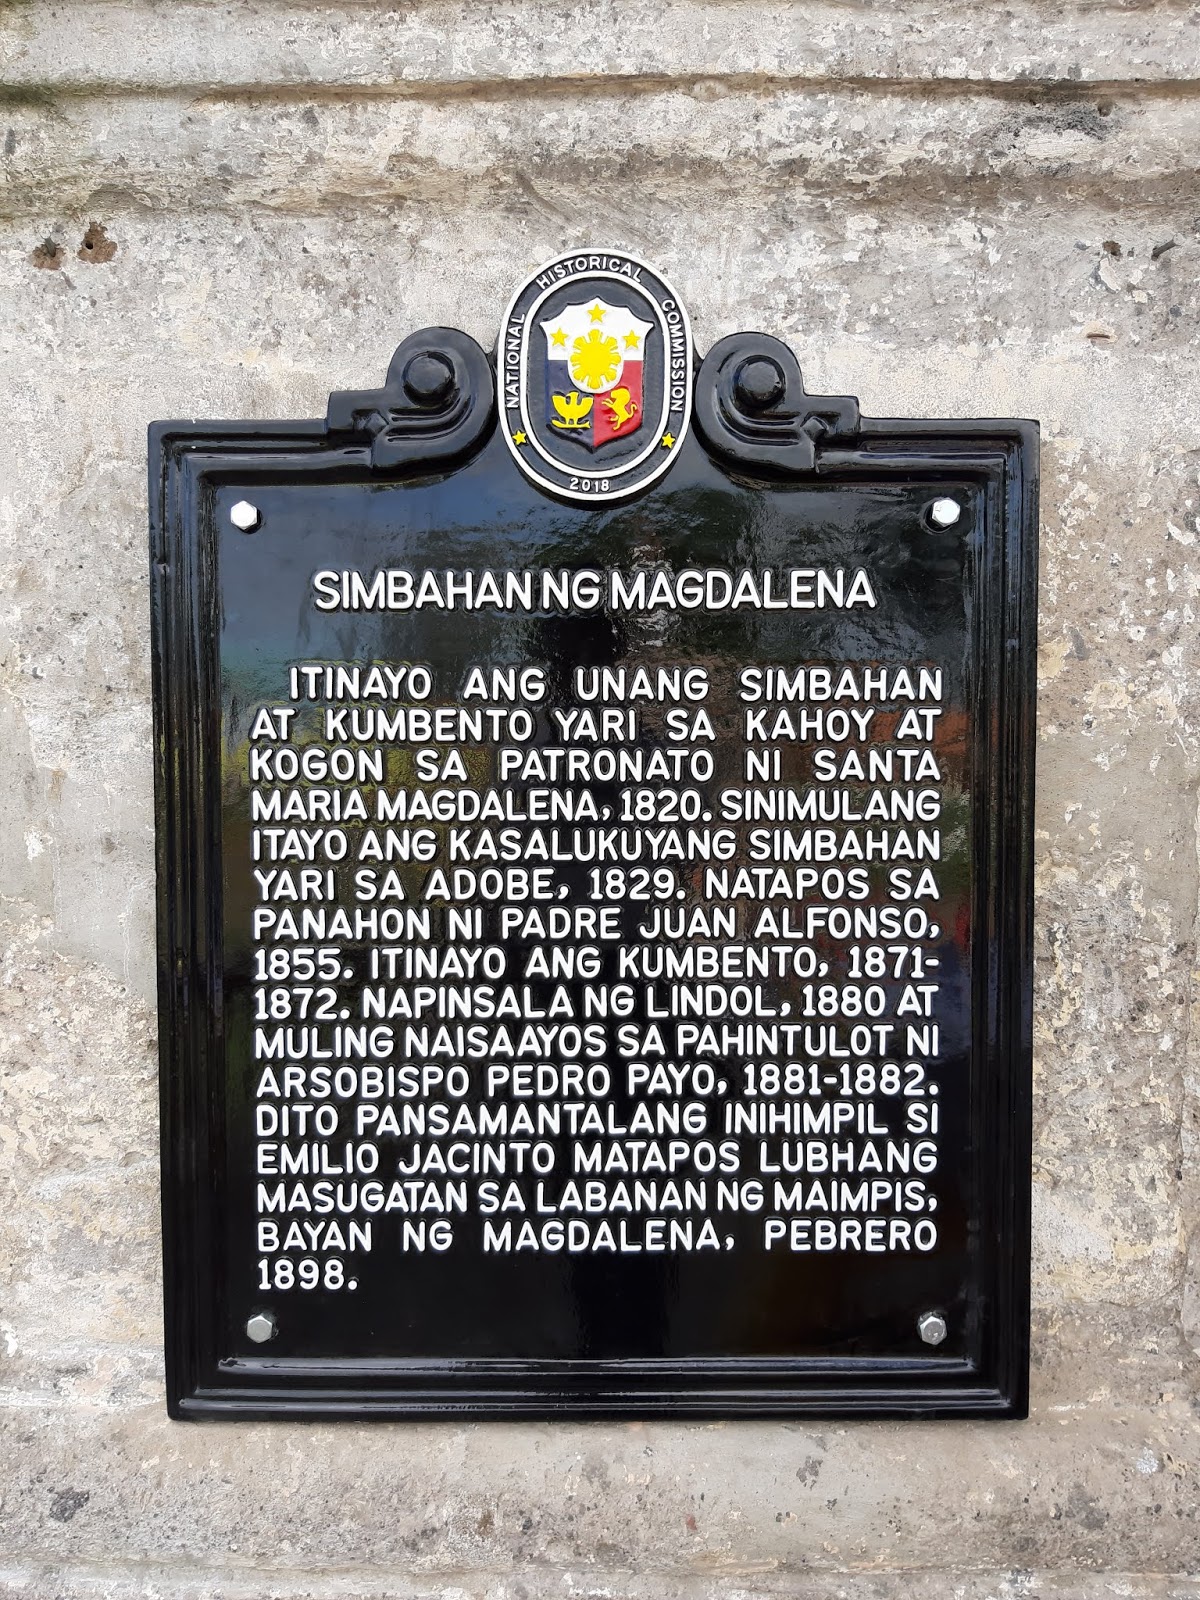 NATIONAL HISTORICAL COMMISSION
2018
SIMBAHAN NG MAGDALENA
ITINAYO ANG UNANG SIMBAHAN
AT KUMBENTO YARI SA KAHOY AT
KOGON SA PATRONATO NI SANTA
MARIA MAGDALENA, 1820. SINIMULANG
ITAYO ANG KASALUKUYANG SIMBAHAN
YARI SA ADOBE, 1829. NATAPOS SA
PANAHON NI PADRE JUAN ALFONSO,
1855. ITINAYO ANG KUMBENTO, 1871-
1872. NAPINSALA NG LINDOL, 1880 AT
MULING NAISAAYOS SA PAHINTULOT NI
ARSOBISPO PEDRO PAYO, 1881-1882.
DITO PANSAMANTALANG INIHIMPIL SI
EMILIO JACINTO MATAPOS LUBHANG
MASUGATAN SA LABANAN NG MAIMPIS,
BAYAN NG MAGDALENA, PEBRERO
1898.